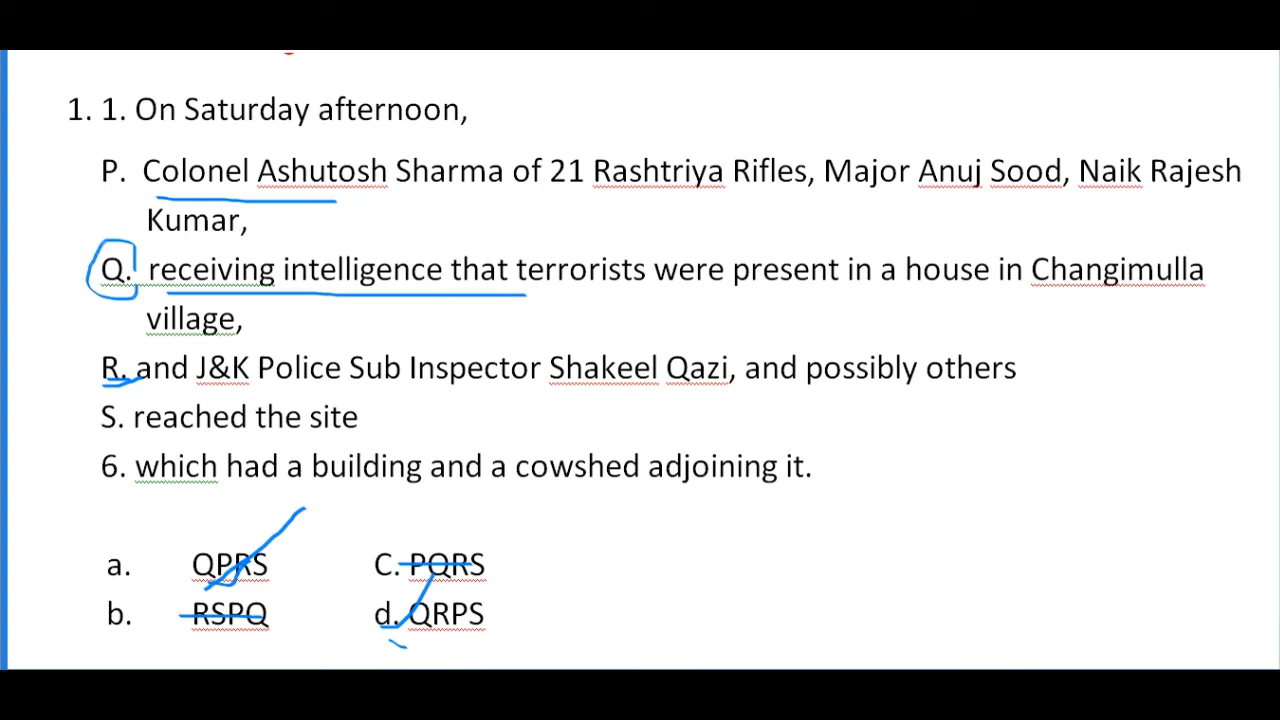 1. 1. On Saturday afternoon,
P. Colonel Ashutosh Sharma of 21 Rashtriya Rifles, Major Anuj Sood, Naik Rajesh
Kumar,
Q. receiving intelligence that terrorists were present in a house in Changimulla
village,
R. and J&K Police Sub Inspector Shakeel Qazi, and possibly others
S. reached the site
6. which had a building and a cowshed adjoining it.
a. QPRS C. PQRS
b. RSPQ d. QRPS